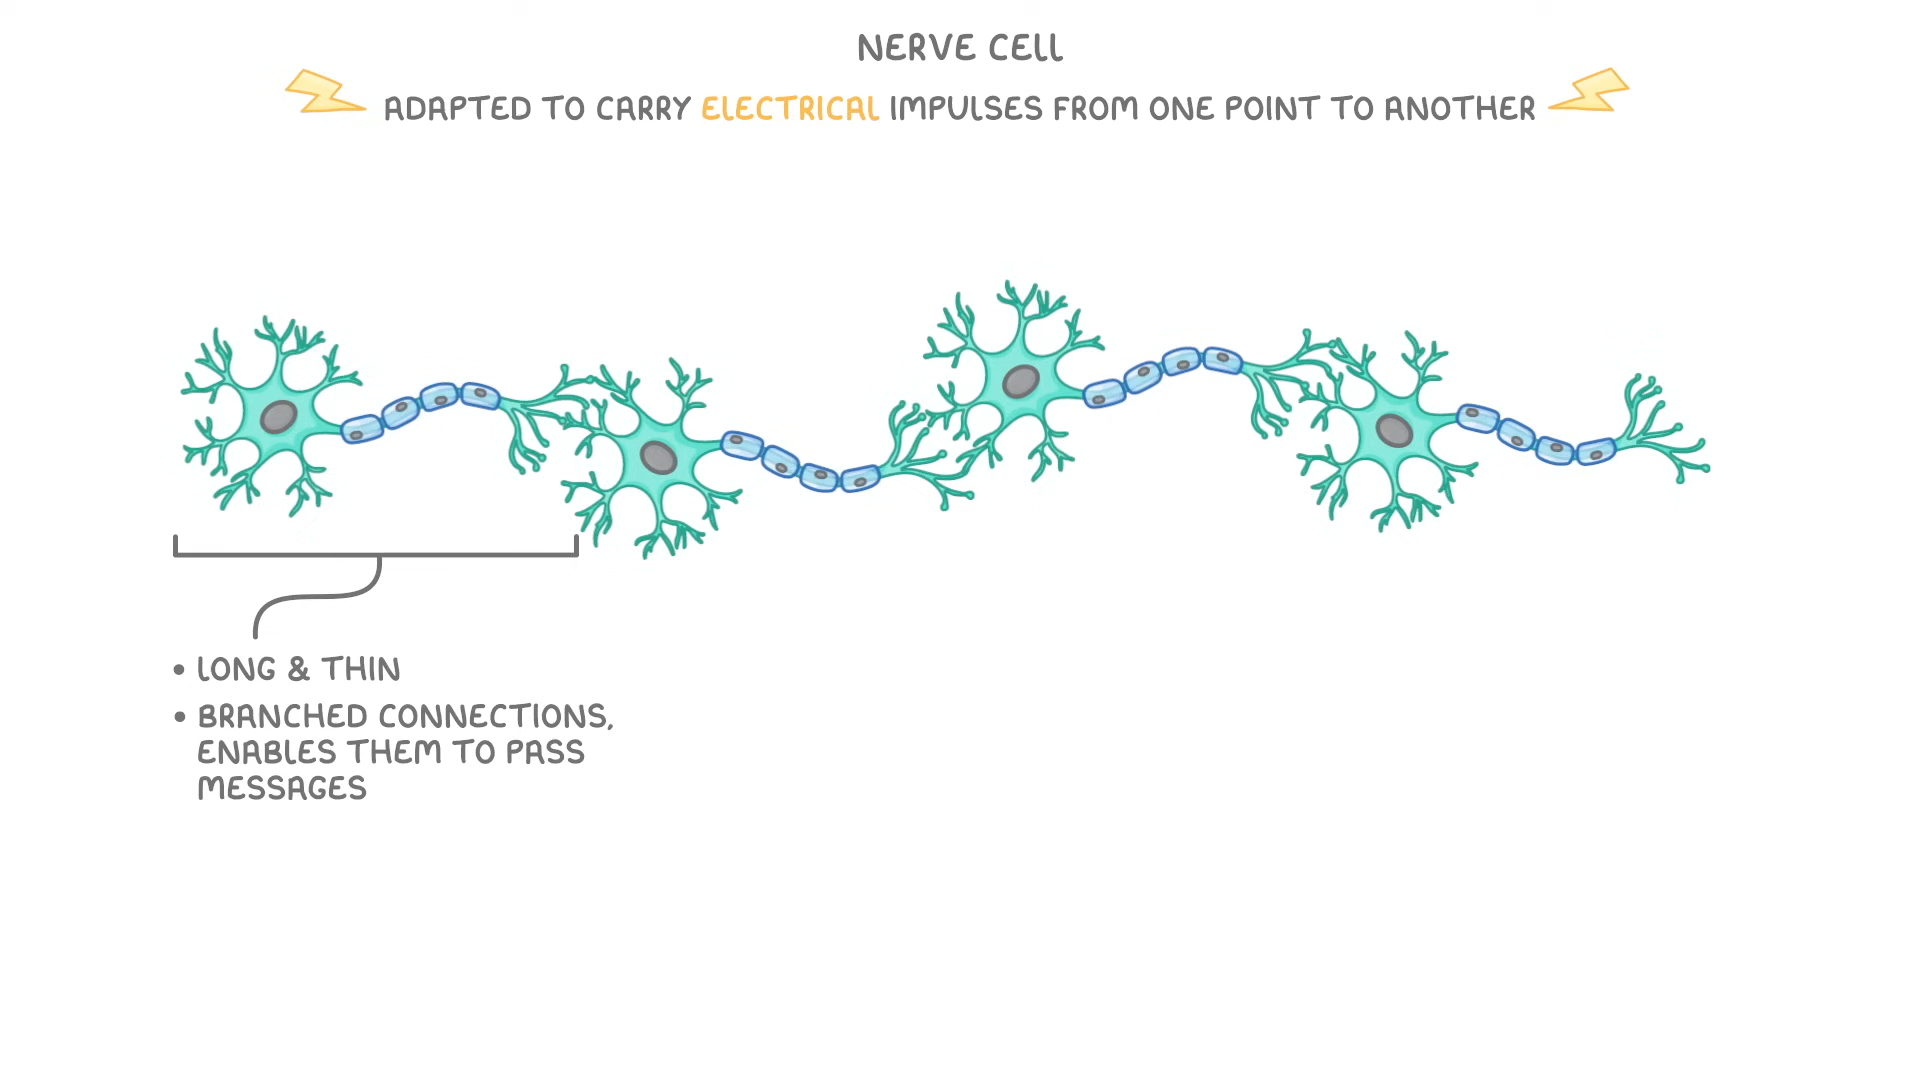 NERVE CELL
ADAPTED TO CARRY ELECTRICAL IMPULSES FROM ONE POINT TO ANOTHER
• LONG & THIN
• BRANCHED CONNECTIONS,
ENABLES THEM TO PASS
MESSAGES